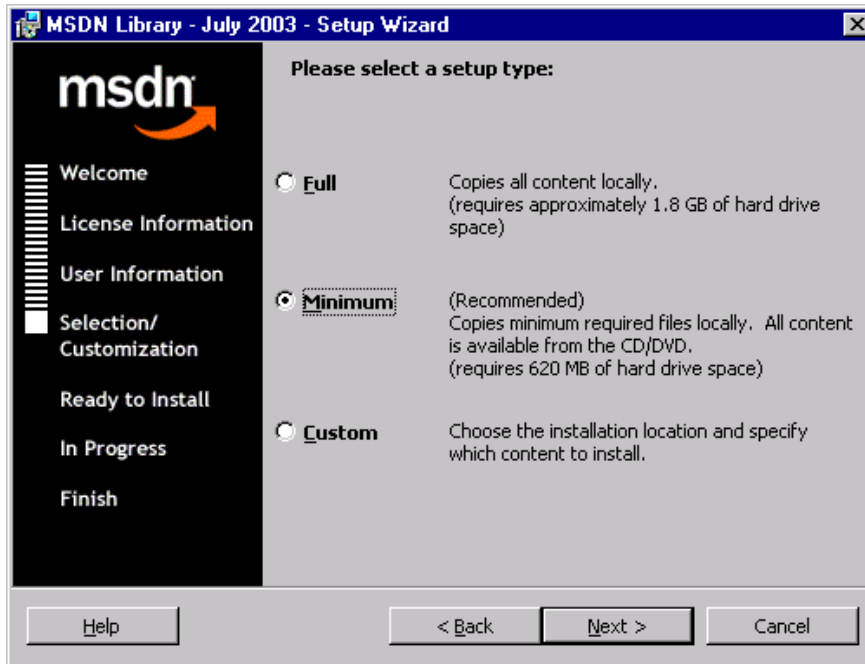 MSDN Library - July 2003 - Setup Wizard
msdn
Welcome
License Information
User Information
Selection/
Customization
Ready to Install
In Progress
Finish
Please select a setup type:
Full
Copies all content locally.
(requires approximately 1.8 GB of hard drive
space)
Minimum
(Recommended)
Copies minimum required files locally.  All content
is available from the CD/DVD.
(requires 620 MB of hard drive space)
Custom
Choose the installation location and specify
which content to install.
Help
< Back
Next >
Cancel